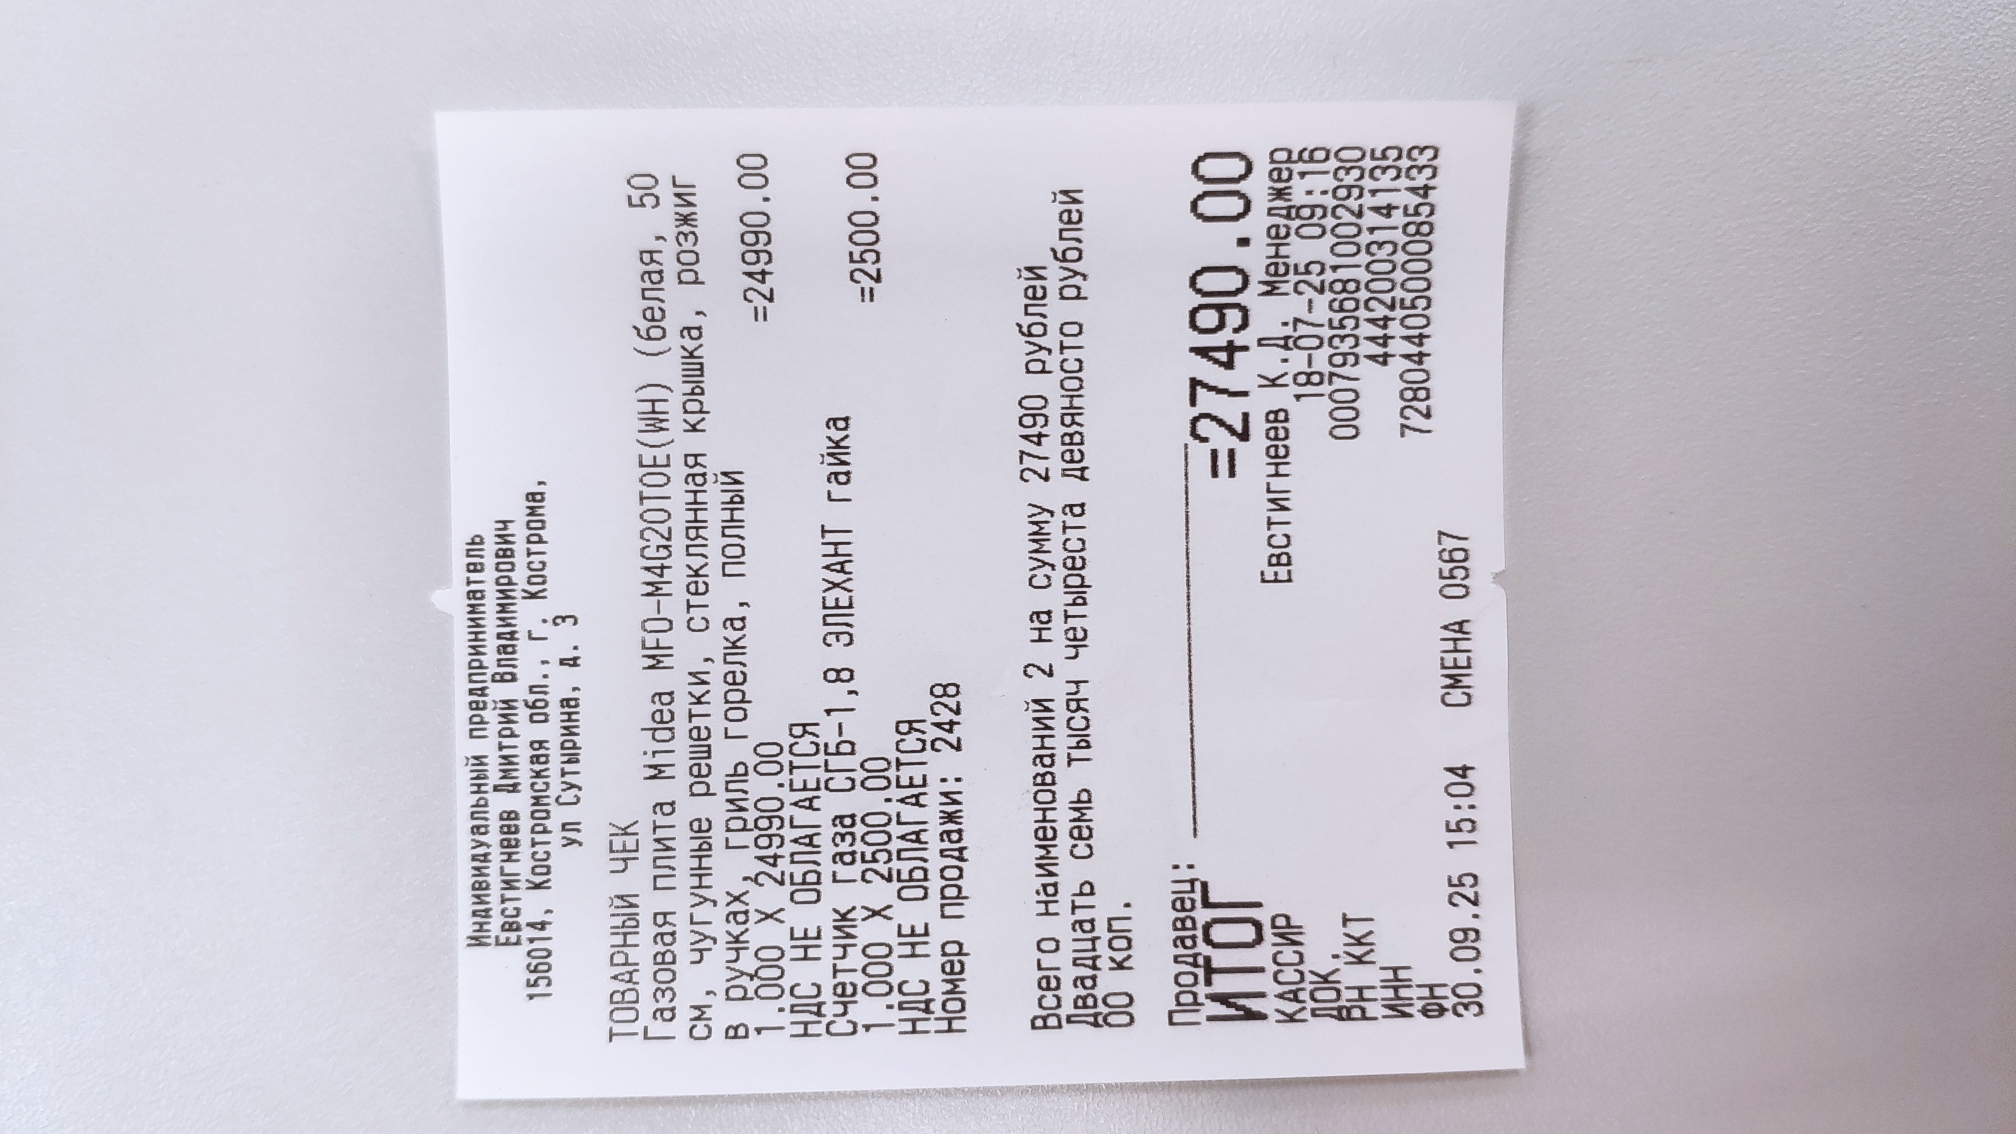 Индивидуальный предприниматель
Евстигнеев Дмитрий Владимирович
156014, Костромская обл., г. Кострома,
ул Сутырина, д. 3
ТОВАРНЫЙ ЧЕК
Газовая плита Midea MFO-M4G20T0E(WH) (белая, 50
см, чугунные решетки, стеклянная крышка, розжиг
в ручках, гриль горелка, полный
1.000 X 24990.00 =24990.00
НДС НЕ ОБЛАГАЕТСЯ
Счетчик газа СГБ-1,8 ЭЛЕХАНТ гайка
1.000 X 2500.00 =2500.00
НДС НЕ ОБЛАГАЕТСЯ
Номер продажи: 2428
Всего наименований 2 на сумму 27490 рублей
Двадцать семь тысяч четыреста девяносто рублей
00 коп.
Продавец: ____________________
ИТОГ =27490.00
КАССИР Евстигнеев К.Д. Менеджер
ДОК. 18-07-25 09:16
РН ККТ 0007935681002930
ИНН 444200314135
ФН 7280440500085433
30.09.25 15:04 СМЕНА 0567